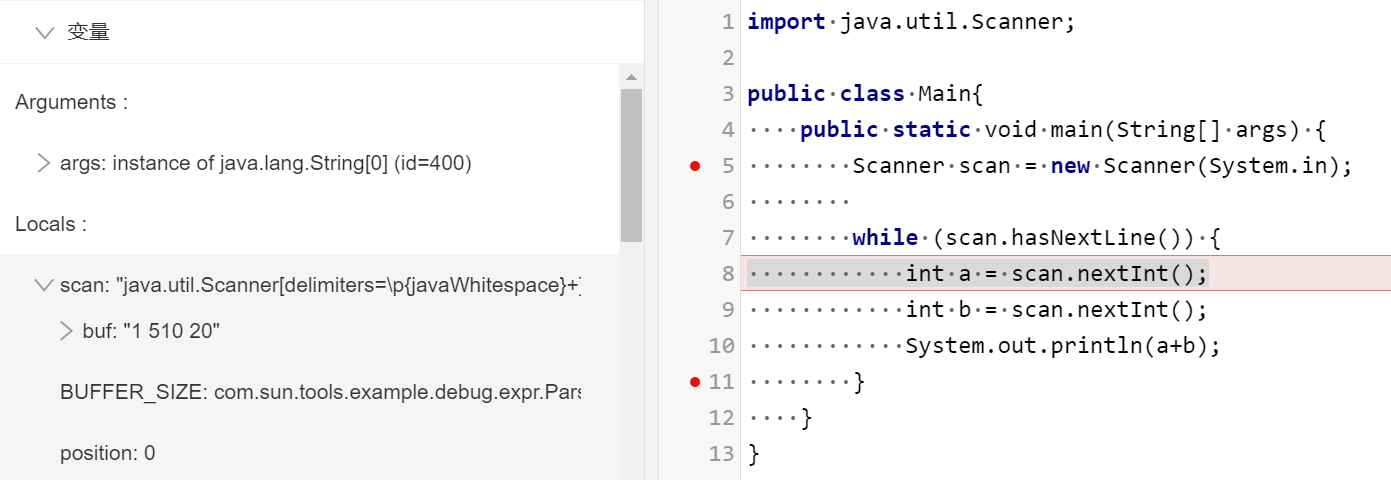 变量
Arguments :
args: instance of java.lang.String[0] (id=400)
Locals :
scan: "java.util.Scanner[delimiters=\p{javaWhitespace}+]
buf: "1 510 20"
BUFFER_SIZE: com.sun.tools.example.debug.expr.Pars
position: 0
1 import·java.util.Scanner;
2
3 public·class·Main{
4 ····public·static·void·main(String[]·args)·{
5 ········Scanner·scan·=·new·Scanner(System.in);
6 ········
7 ········while·(scan.hasNextLine())·{
8 ············int·a·=·scan.nextInt();
9 ············int·b·=·scan.nextInt();
10 ············System.out.println(a+b);
11 ········}
12 ····}
13 }